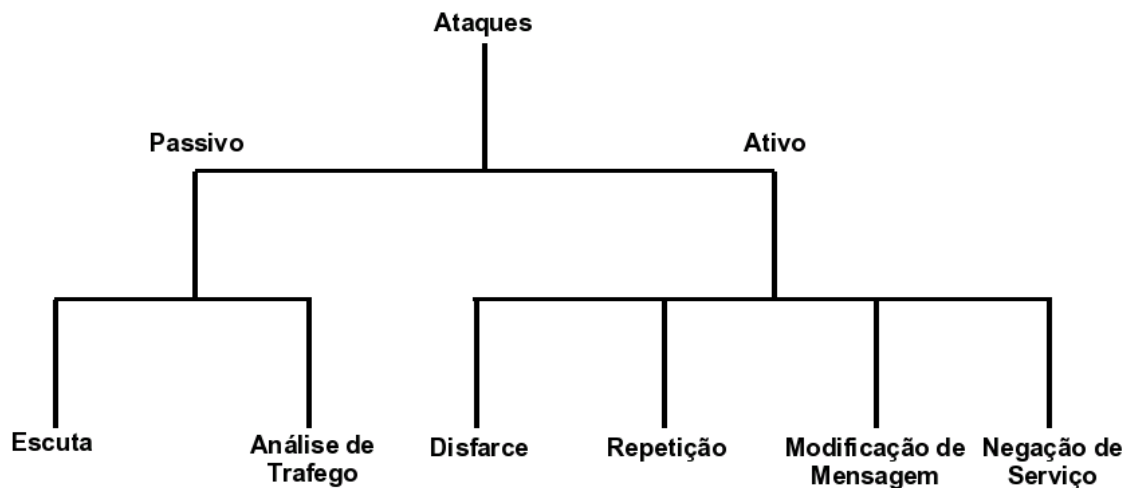 Ataques
Passivo
Ativo
Escuta
Análise de
Trafego
Disfarce
Repetição
Modificação de
Mensagem
Negação de
Serviço